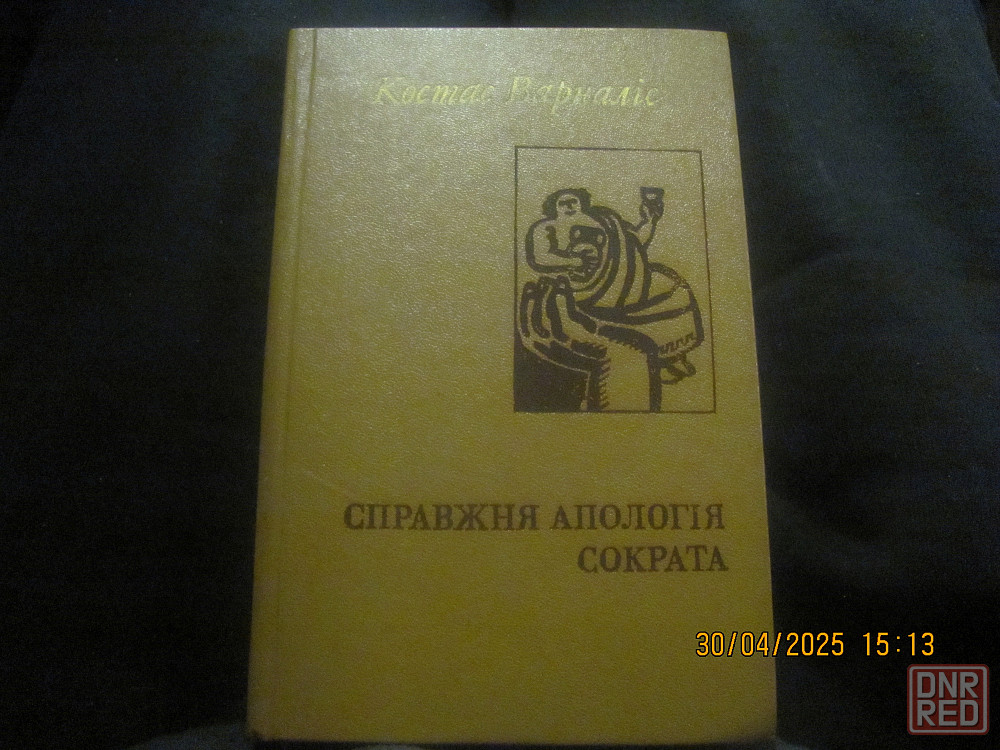 Костас Варналіс
СПРАВЖНЯ АПОЛОГІЯ
СОКРАТА
30/04/2025 15:13
DNR
RED